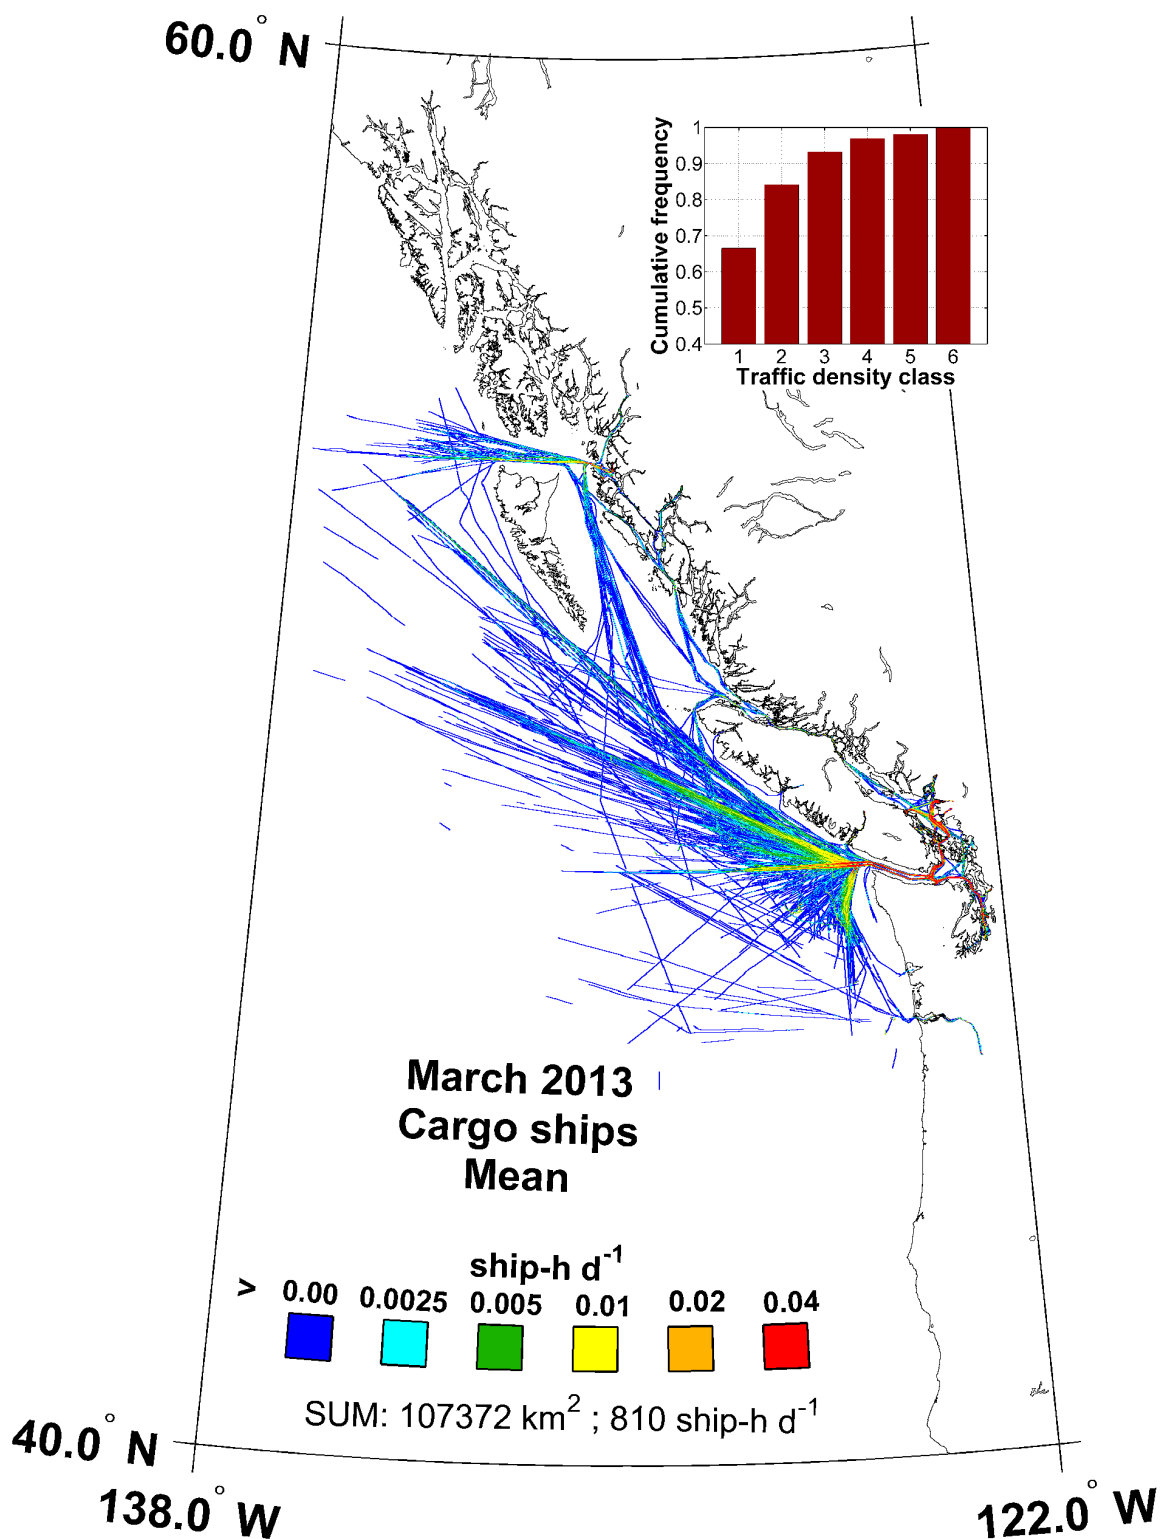 60.0° N
Cumulative frequency
1
0.9
0.8
0.7
0.6
0.5
0.4
1 2 3 4 5 6
Traffic density class
March 2013
Cargo ships
Mean
ship-h d⁻¹
> 0.00 0.0025 0.005 0.01 0.02 0.04
SUM: 107372 km² ; 810 ship-h d⁻¹
40.0° N
138.0° W
122.0° W